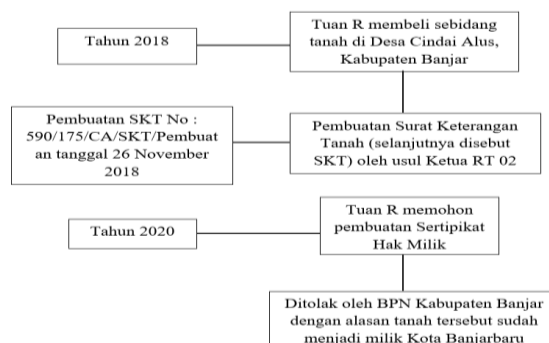 Tahun 2018
Tuan R membeli sebidang
tanah di Desa Cindai Alus,
Kabupaten Banjar
Pembuatan SKT No :
590/175/CA/SKT/Pembuat
an tanggal 26 November
2018
Pembuatan Surat Keterangan
Tanah (selanjutnya disebut
SKT) oleh usul Ketua RT 02
Tahun 2020
Tuan R memohon
pembuatan Sertipikat
Hak Milik
Ditolak oleh BPN Kabupaten Banjar
dengan alasan tanah tersebut sudah
menjadi milik Kota Banjarbaru